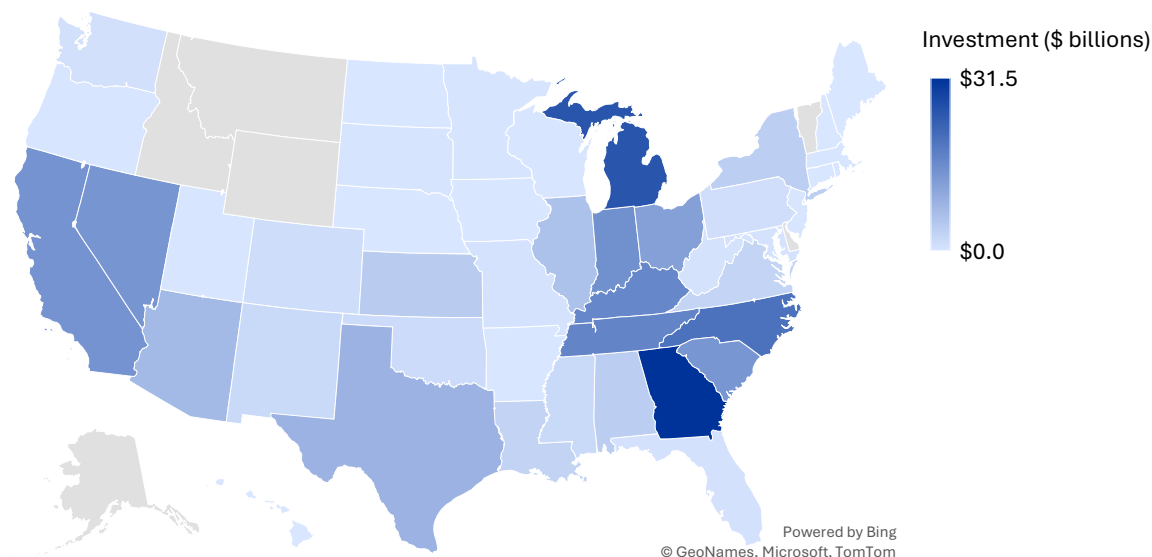 Investment ($ billions)
$31.5
$0.0
Powered by Bing
© GeoNames, Microsoft, TomTom